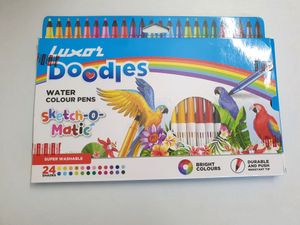 Luxor
Doodles
WATER
COLOUR PENS
Sketch-O-
Matic
SUPER WASHABLE
24
SHADES
BRIGHT
COLOURS
DURABLE
AND PUSH
RESISTANT TIP